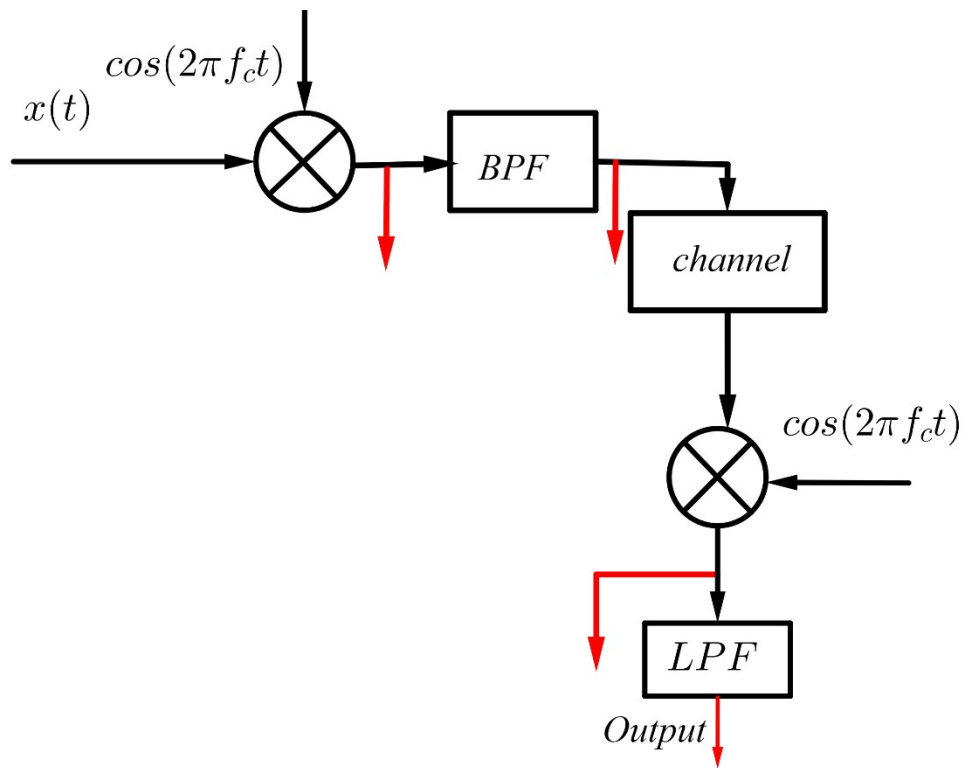 cos(2πf_ct)
x(t)
BPF
channel
cos(2πf_ct)
LPF
Output